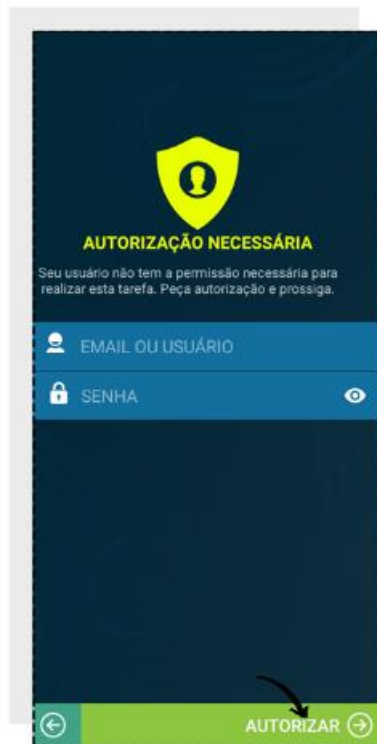 AUTORIZAÇÃO NECESSÁRIA
Seu usuário não tem a permissão necessária para
realizar esta tarefa. Peça autorização e prossiga.
EMAIL OU USUÁRIO
SENHA
AUTORIZAR